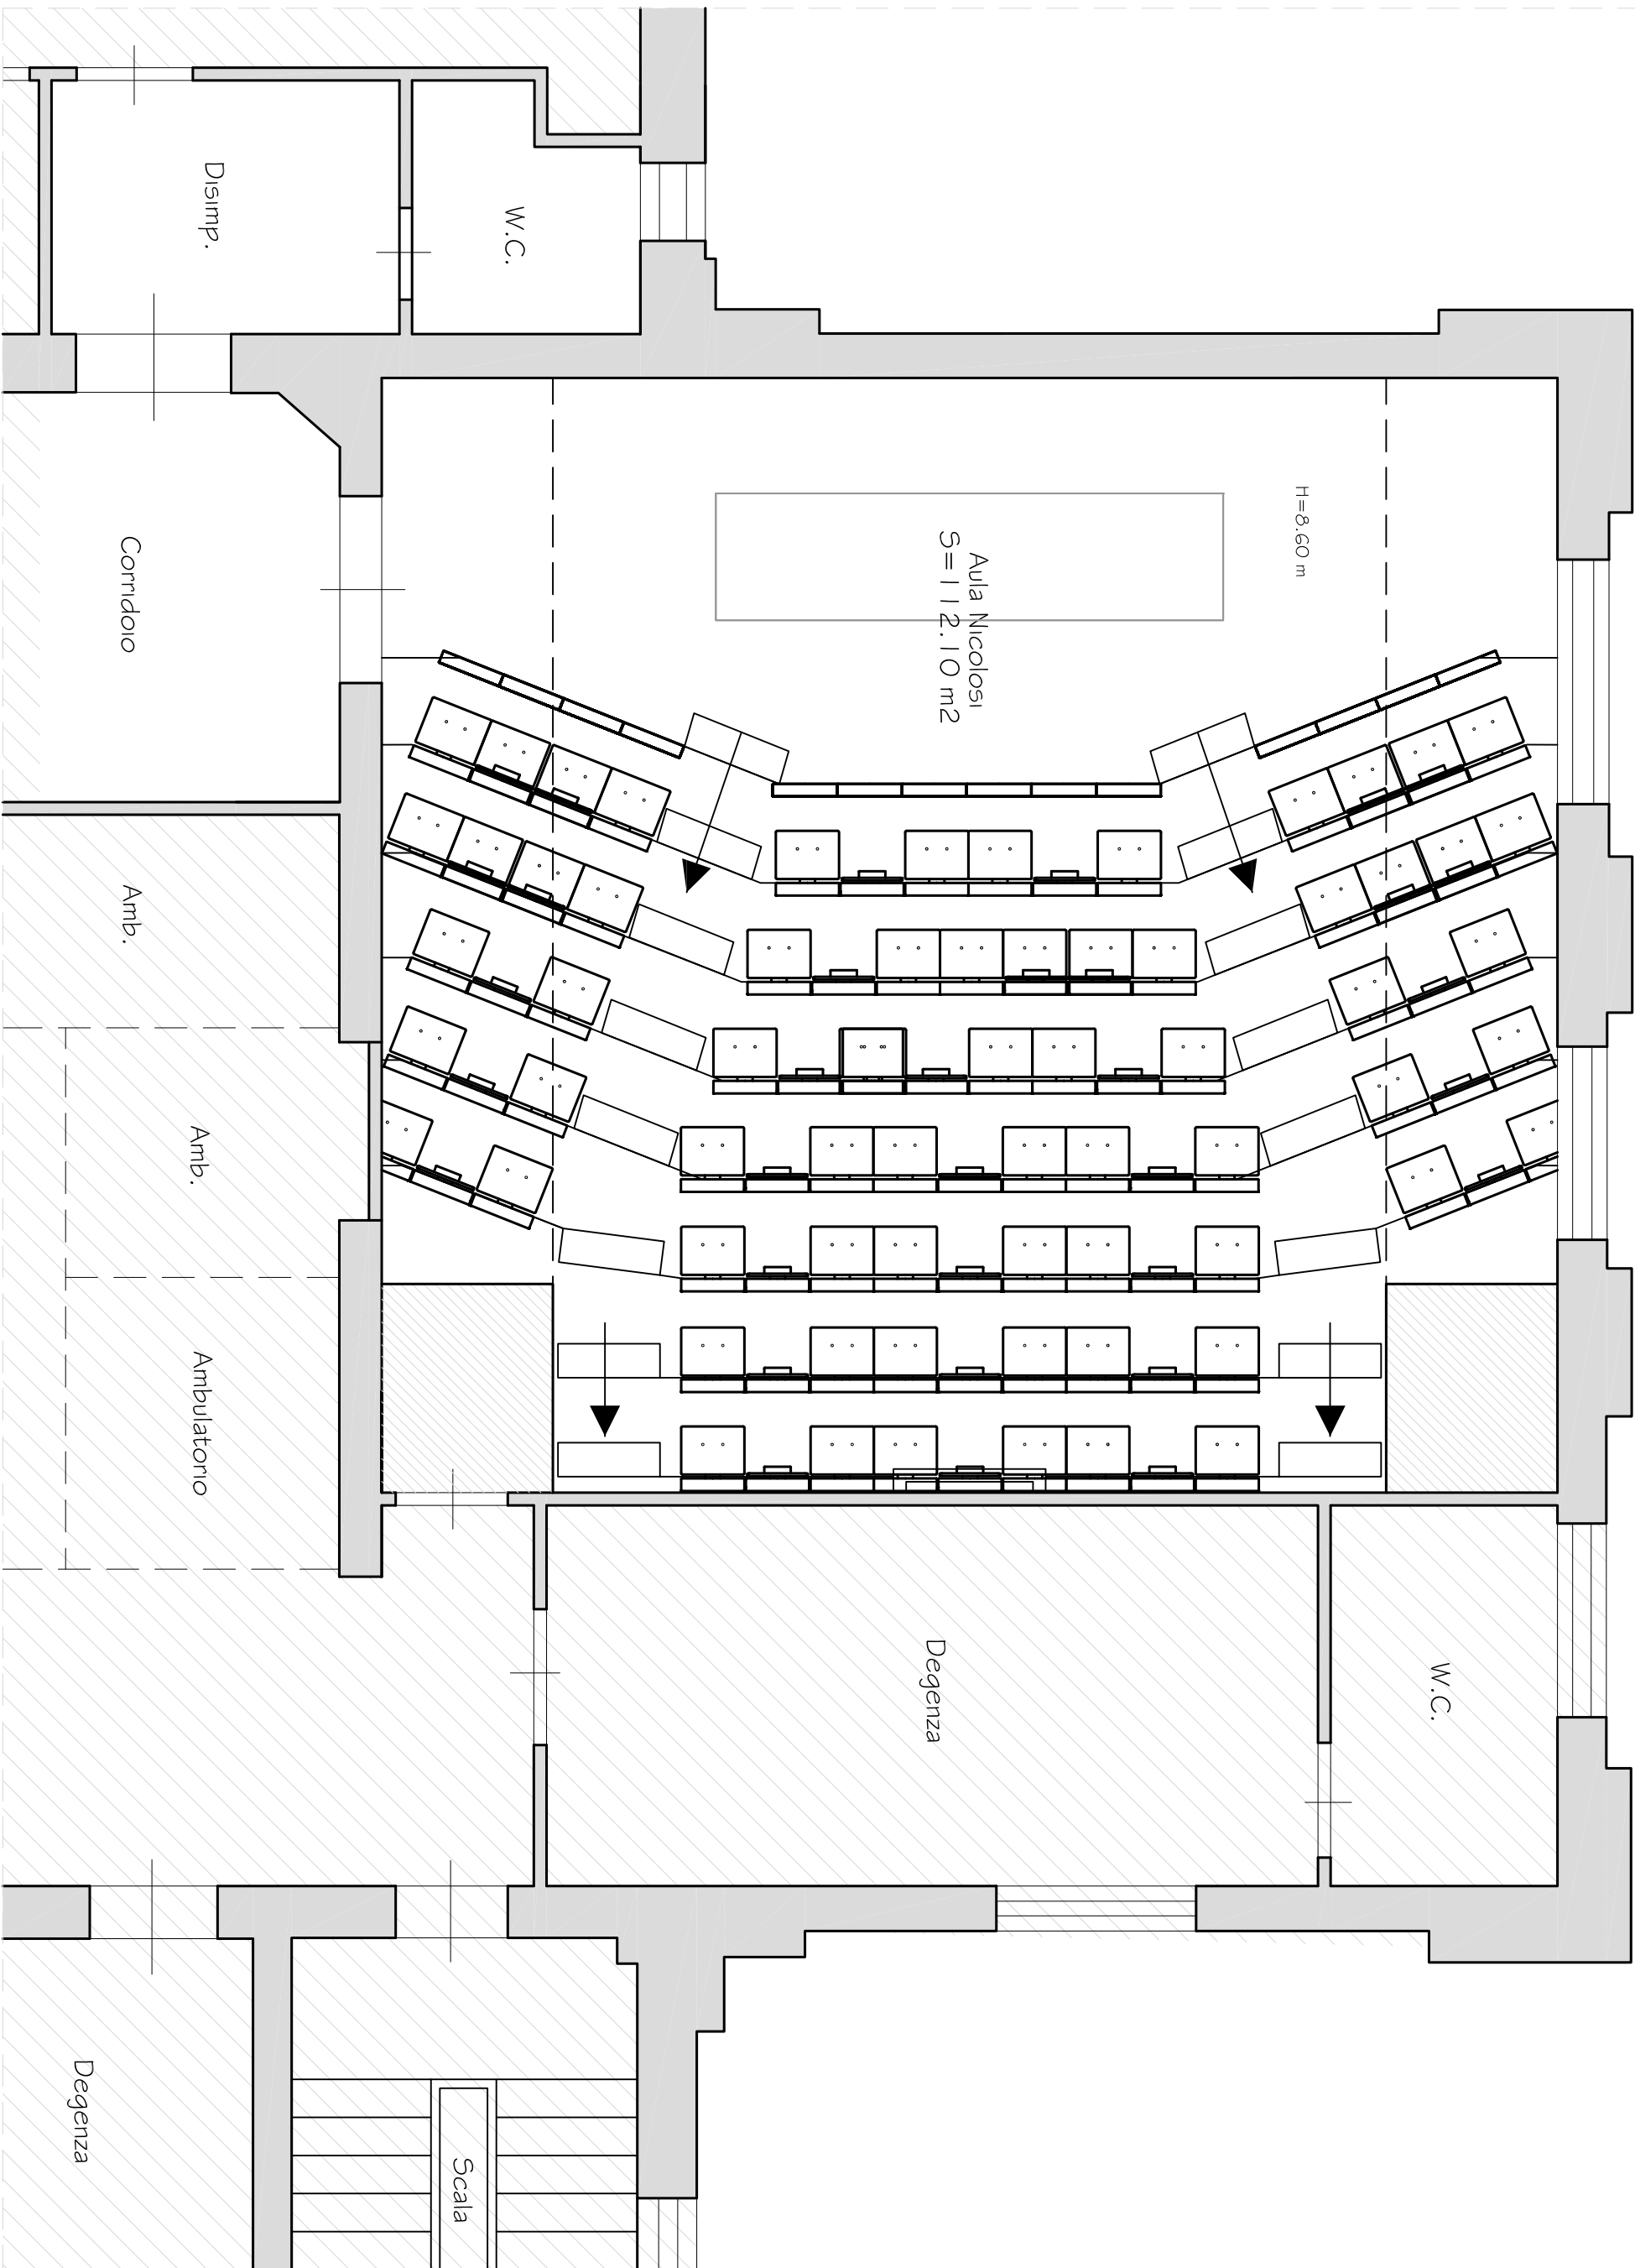 Disimp.
W.C.
H=8.60 m
Aula Nicolosi
S=112.10 m2
Corridoio
Amb.
Amb.
Ambulatorio
Degenza
W.C.
Degenza
Scala